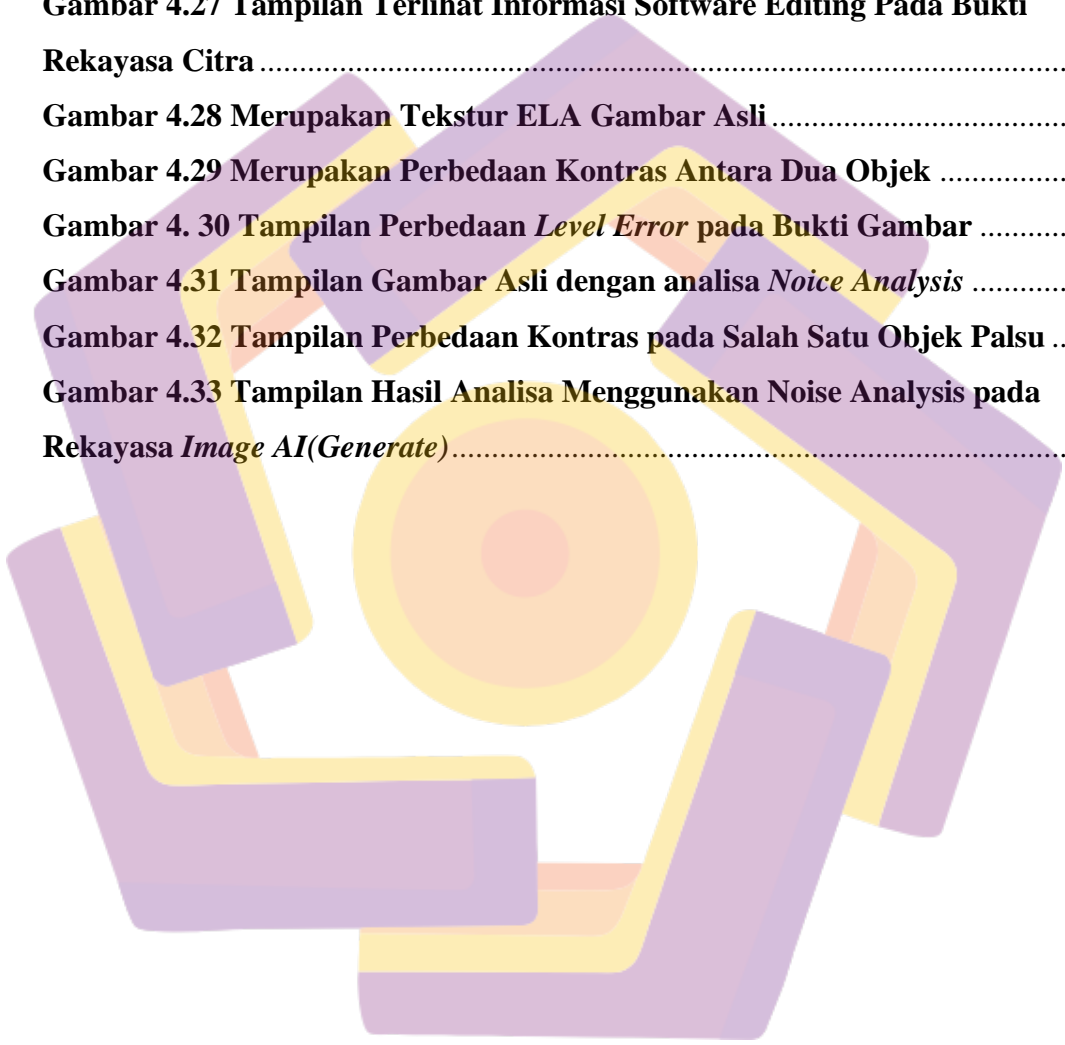 Gambar 4.27 Tampilan Terlihat Informasi Software Editing Pada Bukti
Rekayasa Citra ........................................................................................................
Gambar 4.28 Merupakan Tekstur ELA Gambar Asli .....................................
Gambar 4.29 Merupakan Perbedaan Kontras Antara Dua Objek ................
Gambar 4. 30 Tampilan Perbedaan Level Error pada Bukti Gambar ...........
Gambar 4.31 Tampilan Gambar Asli dengan analisa Noice Analysis ............
Gambar 4.32 Tampilan Perbedaan Kontras pada Salah Satu Objek Palsu ..
Gambar 4.33 Tampilan Hasil Analisa Menggunakan Noise Analysis pada
Rekayasa Image AI(Generate)..............................................................................